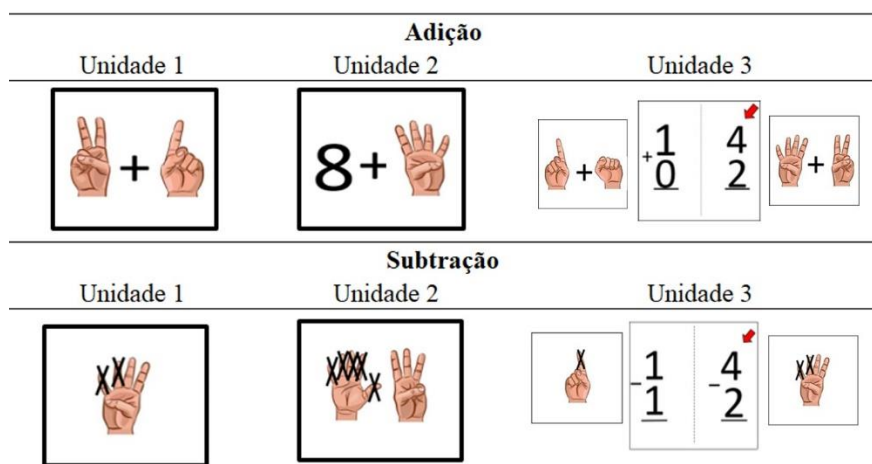 Adição
Unidade 1 Unidade 2 Unidade 3
+ 8+ + +1 4 +
0 2
Subtração
Unidade 1 Unidade 2 Unidade 3
-1 -4
1 2